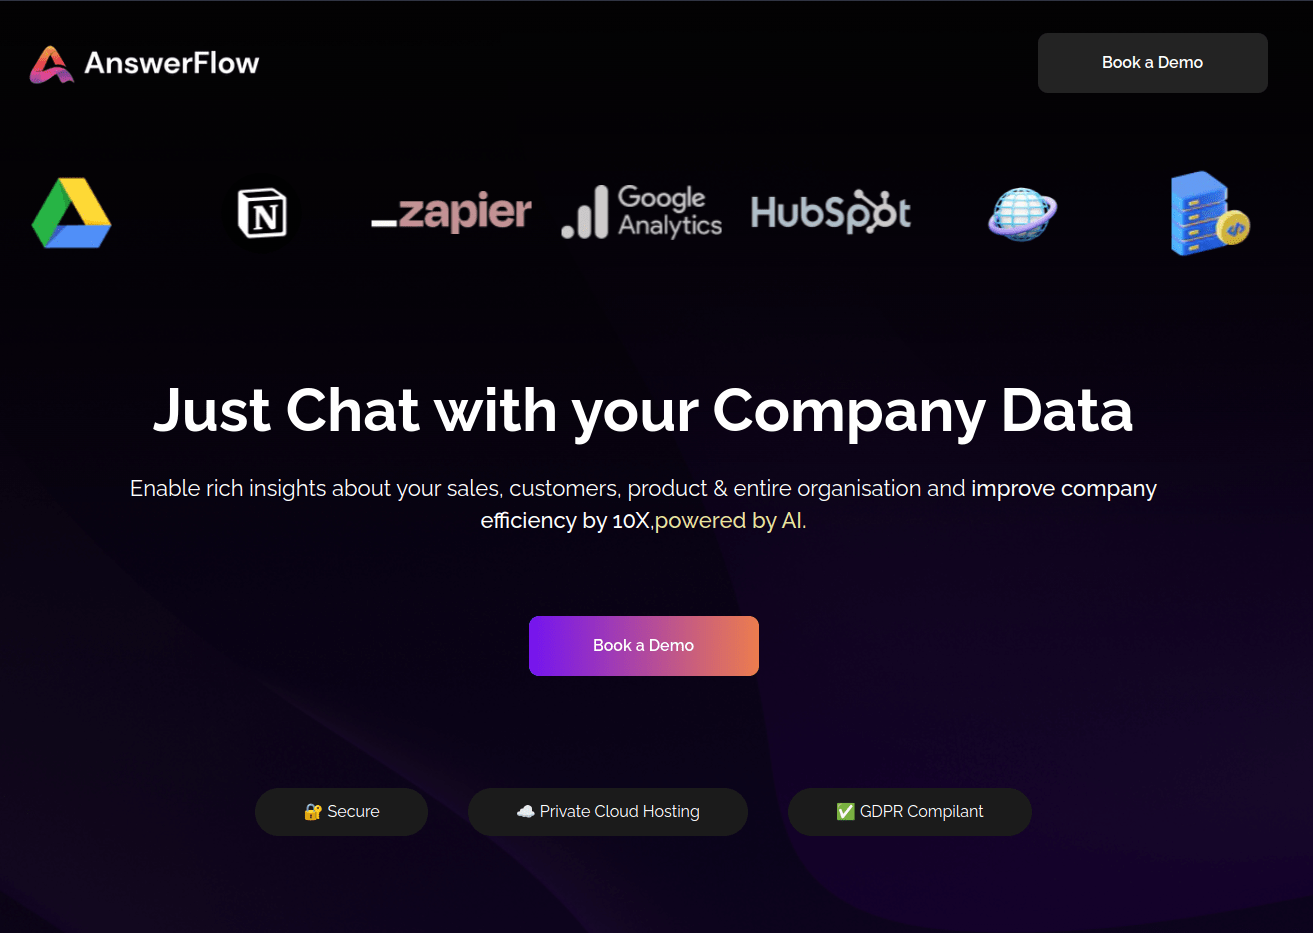 AnswerFlow
Book a Demo
N
zapier
Google
Analytics
HubSpot
Just Chat with your Company Data
Enable rich insights about your sales, customers, product & entire organisation and improve company
efficiency by 10X,powered by AI.
Book a Demo
🔐 Secure
☁️ Private Cloud Hosting
✅ GDPR Compilant